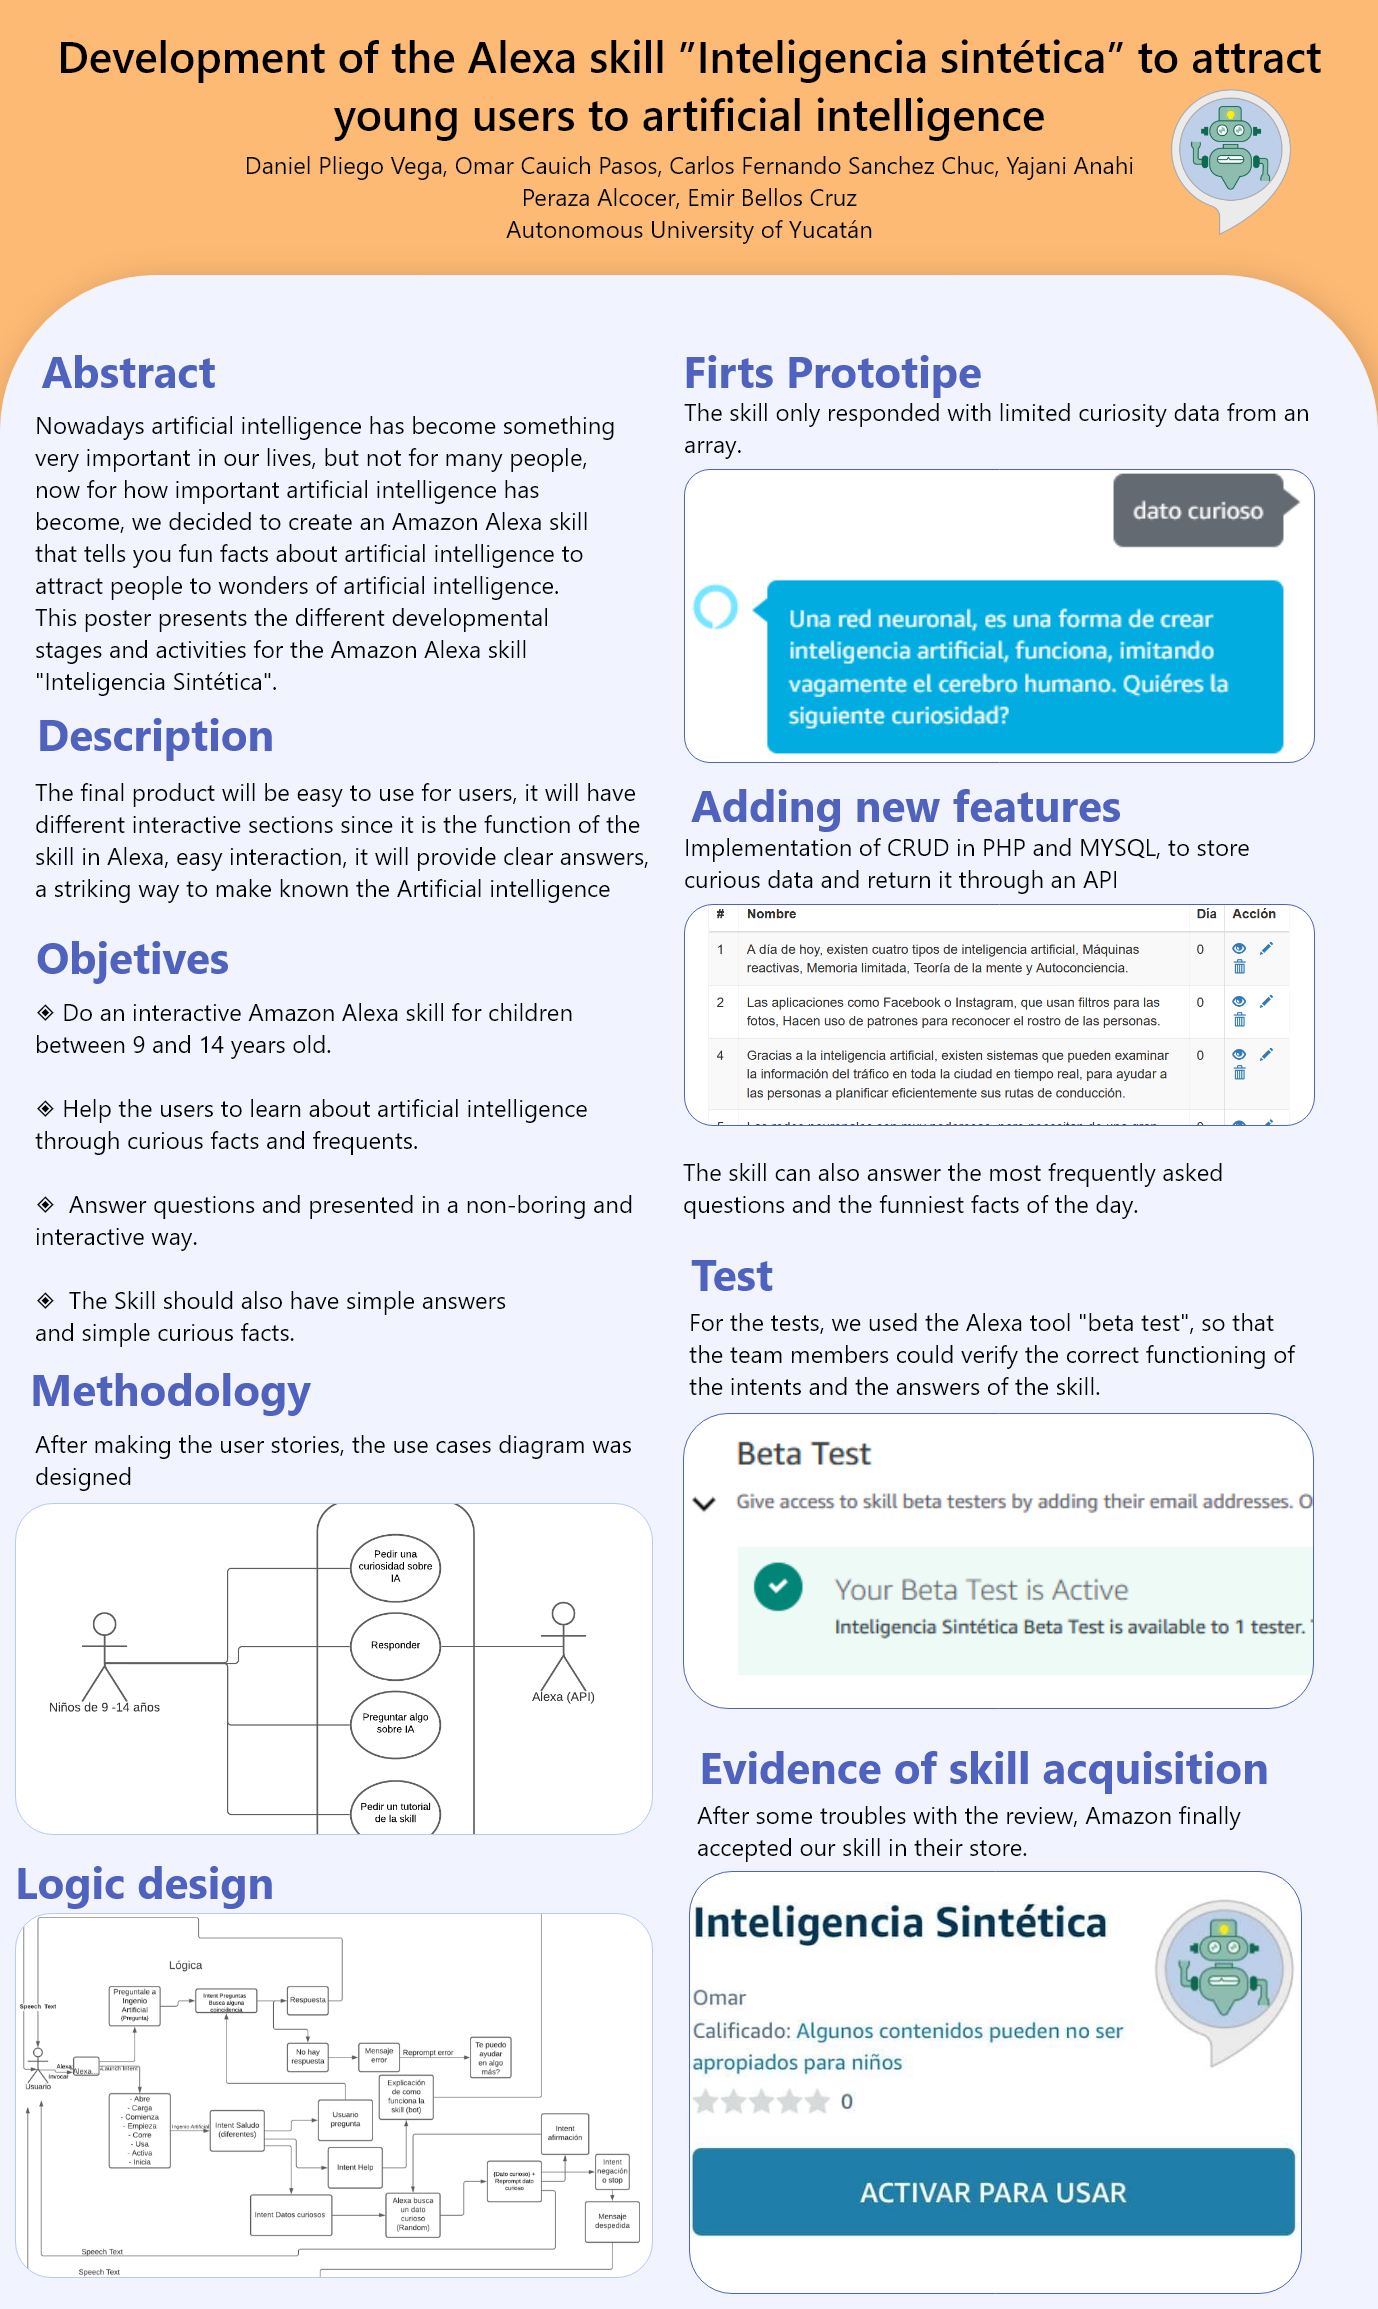 Development of the Alexa skill ”Inteligencia sintética” to attract
young users to artificial intelligence
Daniel Pliego Vega, Omar Cauich Pasos, Carlos Fernando Sanchez Chuc, Yajani Anahi
Peraza Alcocer, Emir Bellos Cruz
Autonomous University of Yucatán
Abstract
Nowadays artificial intelligence has become something
very important in our lives, but not for many people,
now for how important artificial intelligence has
become, we decided to create an Amazon Alexa skill
that tells you fun facts about artificial intelligence to
attract people to wonders of artificial intelligence.
This poster presents the different developmental
stages and activities for the Amazon Alexa skill
"Inteligencia Sintética".
Description
The final product will be easy to use for users, it will have
different interactive sections since it is the function of the
skill in Alexa, easy interaction, it will provide clear answers,
a striking way to make known the Artificial intelligence
Objetives
◈ Do an interactive Amazon Alexa skill for children
between 9 and 14 years old.
◈ Help the users to learn about artificial intelligence
through curious facts and frequents.
◈ Answer questions and presented in a non-boring and
interactive way.
◈ The Skill should also have simple answers
and simple curious facts.
Methodology
After making the user stories, the use cases diagram was
designed
Pedir una
curiosidad sobre
IA
Responder
Niños de 9 -14 años
Alexa (API)
Preguntar algo
sobre IA
Pedir un tutorial
de la skill
Logic design
Lógica
Preguntale a
Ingenio
Artificial
(Pregunta)
Intent Preguntas
Busca alguna
coincidencia
Respuesta
Speech Text
No hay
respuesta
Mensaje
error
Reprompt error
Te puedo
ayudar
en algo
más?
Usuario
Alexa
Invocar
Alexa...
Launch Intent
Explicación
de como
funciona la
skill (bot)
- Abre
- Carga
- Comienza
- Empieza
- Corre
- Usa
- Activa
- Inicia
Ingenio Artificial
Intent Saludo
(diferentes)
Usuario
pregunta
Intent
afirmación
Intent Help
(Dato curioso) +
Reprompt dato
curioso
Intent
negación
o stop
Intent Datos curiosos
Alexa busca
un dato
curioso
(Random)
Mensaje
despedida
Speech Text
Speech Text
Firts Prototipe
The skill only responded with limited curiosity data from an
array.
dato curioso
Una red neuronal, es una forma de crear
inteligencia artificial, funciona, imitando
vagamente el cerebro humano. Quiéres la
siguiente curiosidad?
Adding new features
Implementation of CRUD in PHP and MYSQL, to store
curious data and return it through an API
# Nombre Día Acción
1 A día de hoy, existen cuatro tipos de inteligencia artificial, Máquinas 0
reactivas, Memoria limitada, Teoría de la mente y Autoconciencia.
2 Las aplicaciones como Facebook o Instagram, que usan filtros para las 0
fotos, Hacen uso de patrones para reconocer el rostro de las personas.
4 Gracias a la inteligencia artificial, existen sistemas que pueden examinar 0
la información del tráfico en toda la ciudad en tiempo real, para ayudar a
las personas a planificar eficientemente sus rutas de conducción.
The skill can also answer the most frequently asked
questions and the funniest facts of the day.
Test
For the tests, we used the Alexa tool "beta test", so that
the team members could verify the correct functioning of
the intents and the answers of the skill.
Beta Test
Give access to skill beta testers by adding their email addresses. O
Your Beta Test is Active
Inteligencia Sintética Beta Test is available to 1 tester.
Evidence of skill acquisition
After some troubles with the review, Amazon finally
accepted our skill in their store.
Inteligencia Sintética
Omar
Calificado: Algunos contenidos pueden no ser
apropiados para niños
0
ACTIVAR PARA USAR